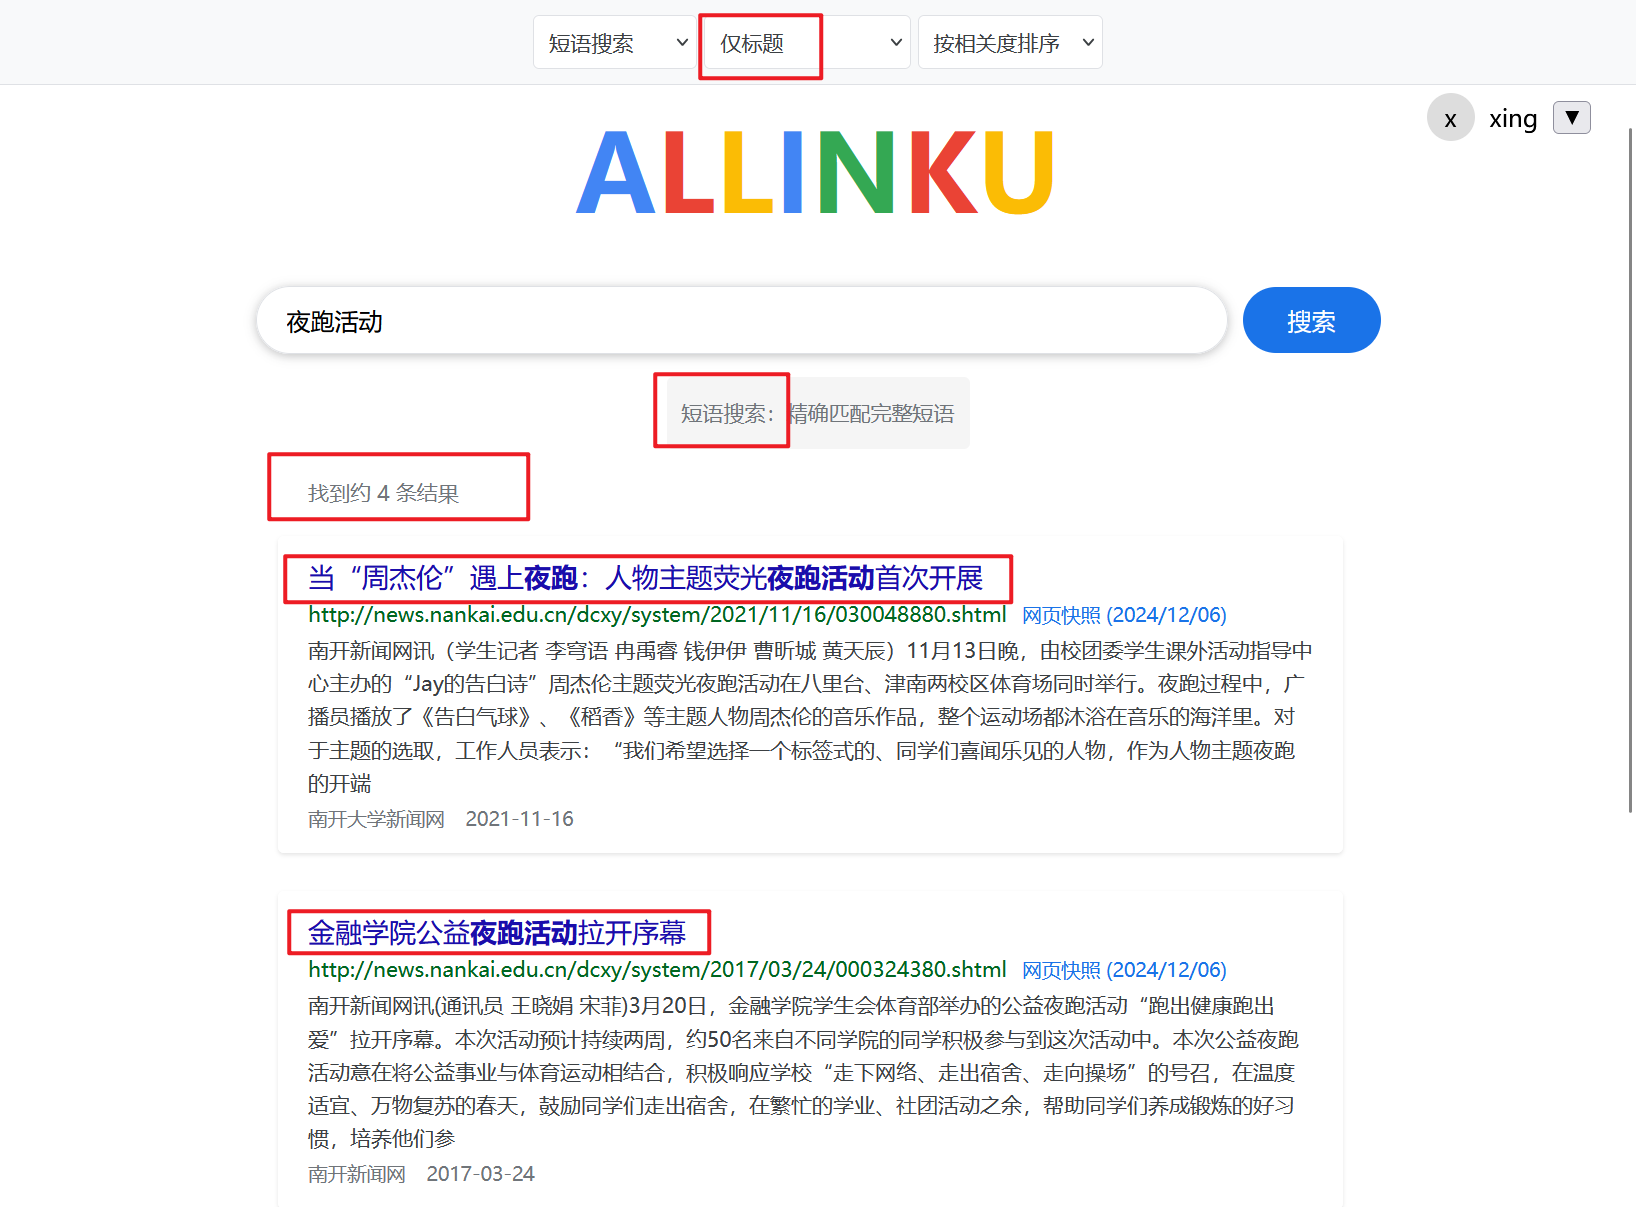 短语搜索 仅标题 按相关度排序
x xing ▼
ALLINKU
夜跑活动 搜索
短语搜索：精确匹配完整短语
找到约 4 条结果
当“周杰伦”遇上夜跑：人物主题荧光夜跑活动首次开展
http://news.nankai.edu.cn/dcxy/system/2021/11/16/030048880.shtml 网页快照 (2024/12/06)
南开新闻网讯（学生记者 李穹语 冉禹睿 钱伊伊 曹昕城 黄天辰）11月13日晚，由校团委学生课外活动指导中
心主办的“Jay的告白诗”周杰伦主题荧光夜跑活动在八里台、津南两校区体育场同时举行。夜跑过程中，广
播员播放了《告白气球》、《稻香》等主题人物周杰伦的音乐作品，整个运动场都沐浴在音乐的海洋里。对
于主题的选取，工作人员表示：“我们希望选择一个标签式的、同学们喜闻乐见的人物，作为人物主题夜跑
的开端
南开大学新闻网 2021-11-16
金融学院公益夜跑活动拉开序幕
http://news.nankai.edu.cn/dcxy/system/2017/03/24/000324380.shtml 网页快照 (2024/12/06)
南开新闻网讯(通讯员 王晓娟 宋菲)3月20日，金融学院学生会体育部举办的公益夜跑活动“跑出健康跑出
爱”拉开序幕。本次活动预计持续两周，约50名来自不同学院的同学积极参与到这次活动中。本次公益夜跑
活动意在将公益事业与体育运动相结合，积极响应学校“走下网络、走出宿舍、走向操场”的号召，在温度
适宜、万物复苏的春天，鼓励同学们走出宿舍，在繁忙的学业、社团活动之余，帮助同学们养成锻炼的好习
惯，培养他们参
南开新闻网 2017-03-24